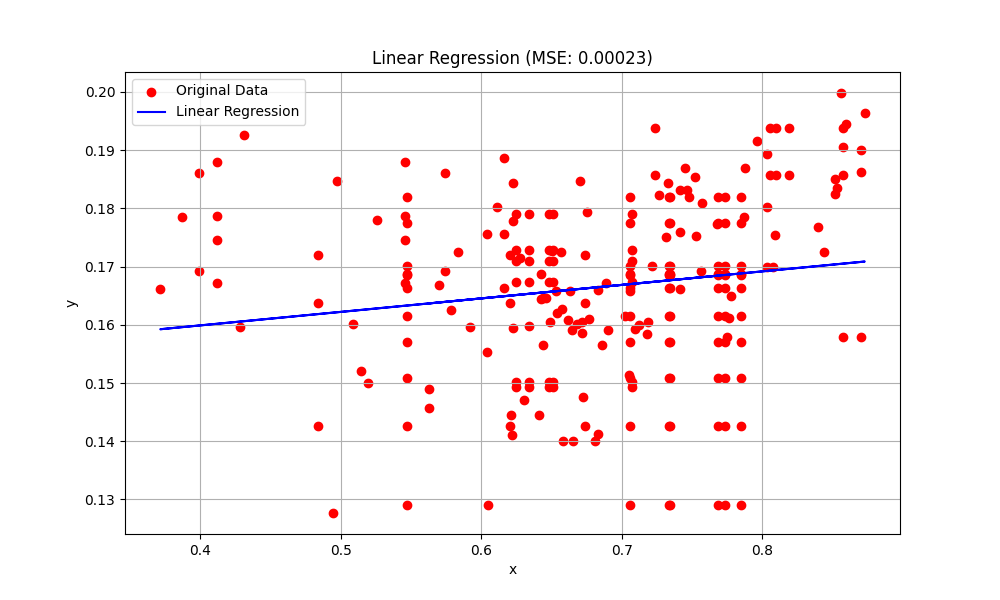 Linear Regression (MSE: 0.00023)
Original Data
Linear Regression
0.20
0.19
0.18
0.17
0.16
0.15
0.14
0.13
y
0.4 0.5 0.6 0.7 0.8
x